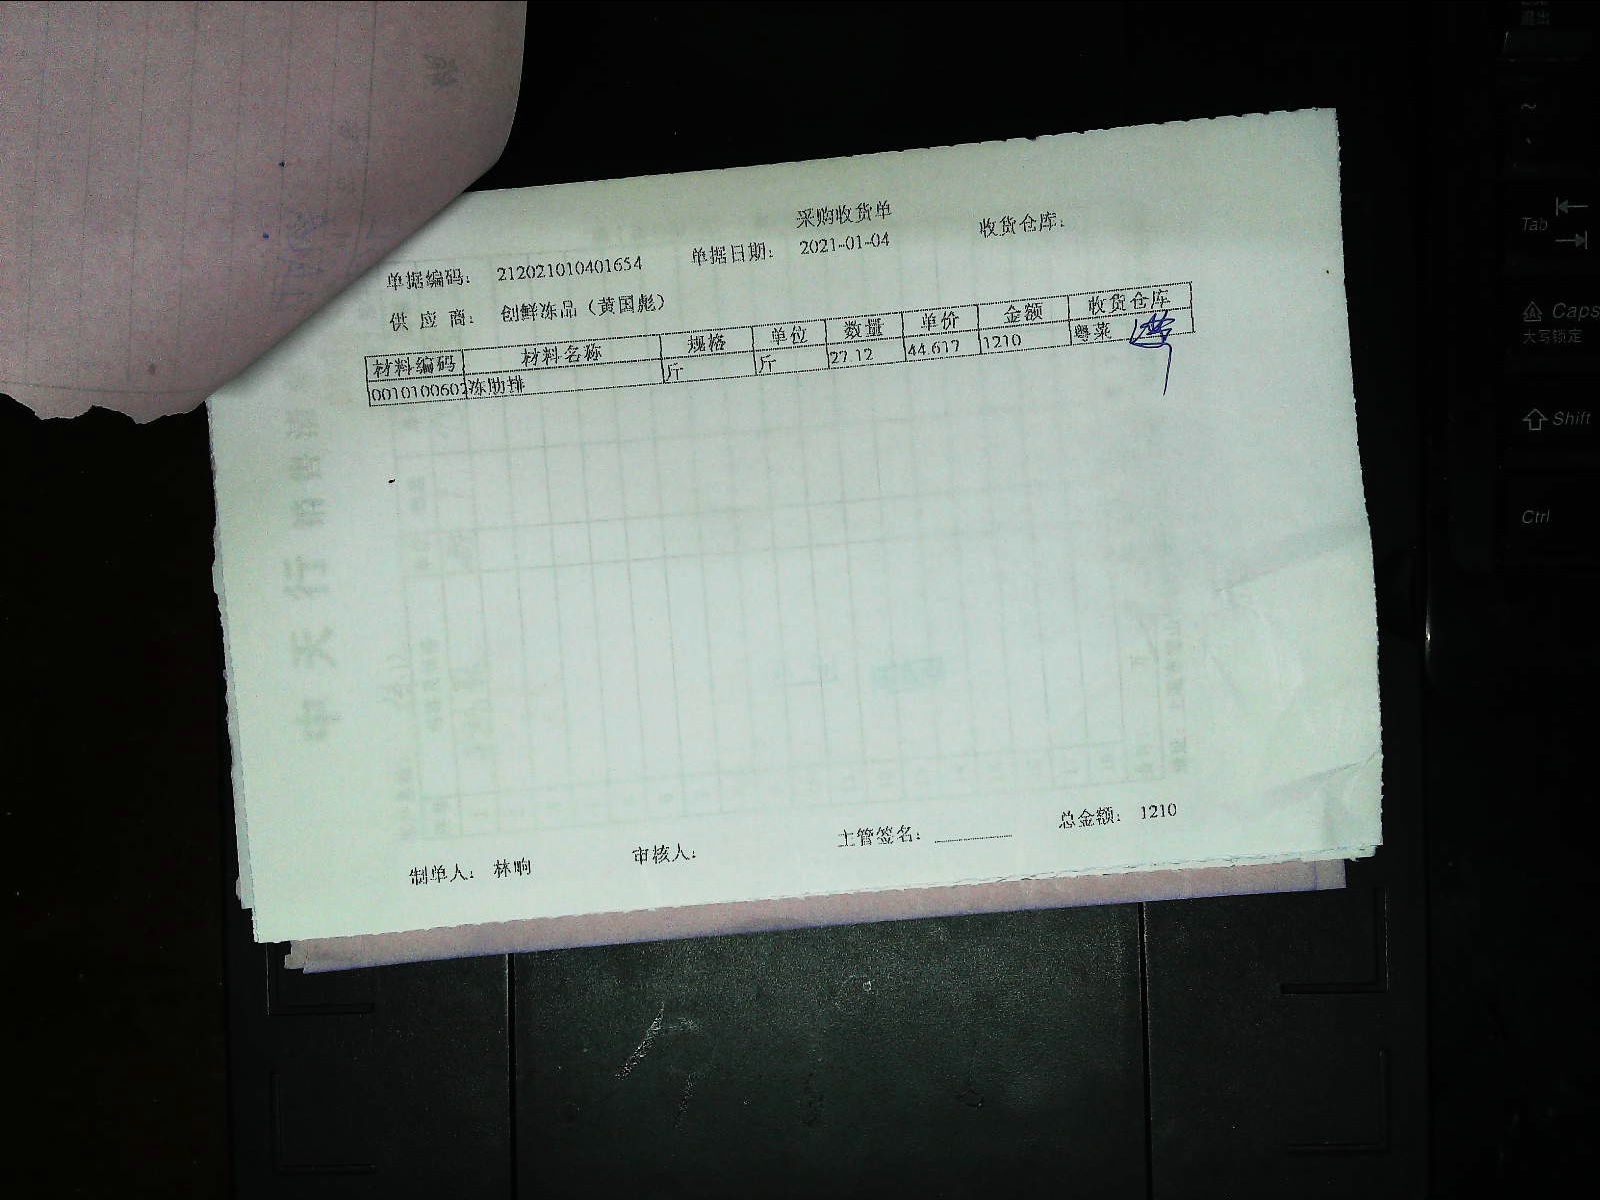 采购收货单
单据编码： 212021010401654 单据日期： 2021-01-04 收货仓库：
供 应 商： 创鲜冻品（黄国彪）
材料编码 材料名称 规格 单位 数量 单价 金额 收货仓库
0010100602 冻肋排 斤 斤 27.12 44.617 1210 粤菜
制单人： 林晌 审核人： 主管签名： 总金额： 1210
~
Tab
Caps
大写锁定
Shift
Ctrl